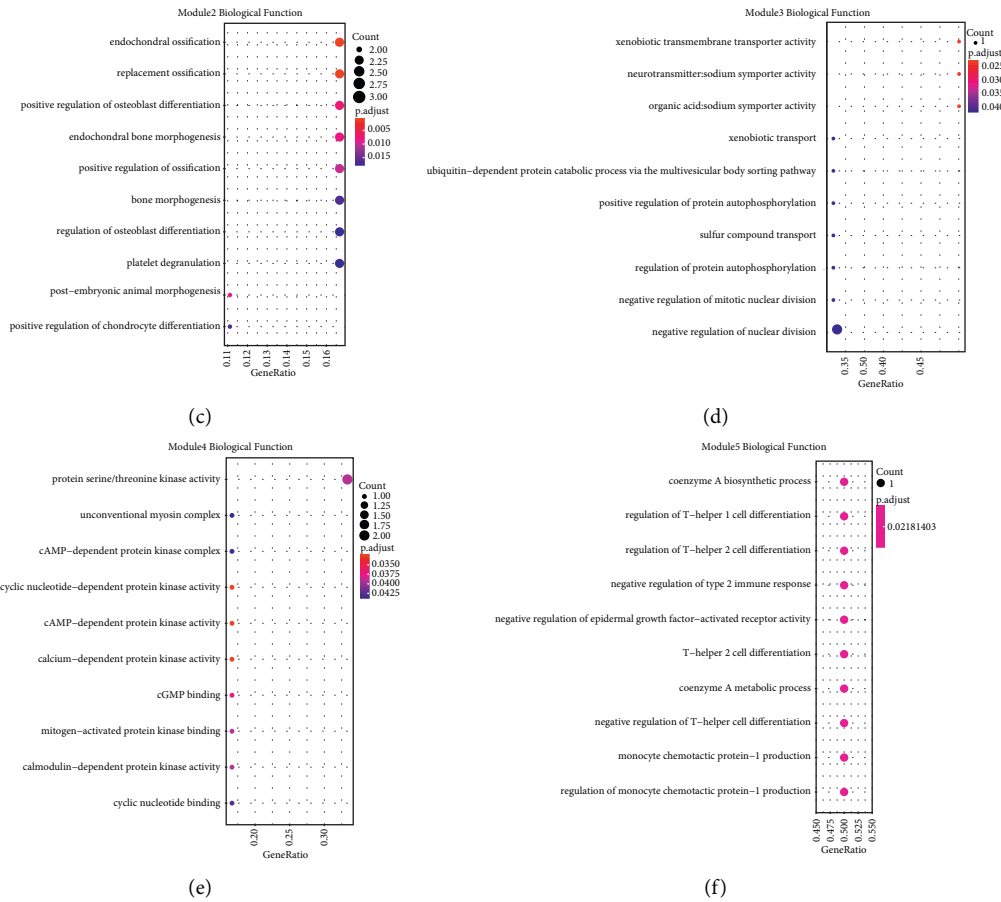 Module2 Biological Function
endochondral ossification
replacement ossification
positive regulation of osteoblast differentiation
endochondral bone morphogenesis
positive regulation of ossification
bone morphogenesis
regulation of osteoblast differentiation
platelet degranulation
post−embryonic animal morphogenesis
positive regulation of chondrocyte differentiation
0.11
0.12
0.13
0.14
0.15
0.16
GeneRatio
Count
2.00
2.25
2.50
2.75
3.00
p.adjust
0.005
0.010
0.015
(c)
Module3 Biological Function
xenobiotic transmembrane transporter activity
neurotransmitter:sodium symporter activity
organic acid:sodium symporter activity
xenobiotic transport
ubiquitin−dependent protein catabolic process via the multivesicular body sorting pathway
positive regulation of protein autophosphorylation
sulfur compound transport
regulation of protein autophosphorylation
negative regulation of mitotic nuclear division
negative regulation of nuclear division
0.35
0.50
0.40
0.45
GeneRatio
Count
1
p.adjust
0.025
0.030
0.035
0.040
(d)
Module4 Biological Function
protein serine/threonine kinase activity
unconventional myosin complex
cAMP−dependent protein kinase complex
cyclic nucleotide−dependent protein kinase activity
cAMP−dependent protein kinase activity
calcium−dependent protein kinase activity
cGMP binding
mitogen−activated protein kinase binding
calmodulin−dependent protein kinase activity
cyclic nucleotide binding
0.20
0.25
0.30
GeneRatio
Count
1.00
1.25
1.50
1.75
2.00
p.adjust
0.0350
0.0375
0.0400
0.0425
(e)
Module5 Biological Function
coenzyme A biosynthetic process
regulation of T−helper 1 cell differentiation
regulation of T−helper 2 cell differentiation
negative regulation of type 2 immune response
negative regulation of epidermal growth factor−activated receptor activity
T−helper 2 cell differentiation
coenzyme A metabolic process
negative regulation of T−helper cell differentiation
monocyte chemotactic protein−1 production
regulation of monocyte chemotactic protein−1 production
0.450
0.475
0.500
0.525
0.550
GeneRatio
Count
1
p.adjust
0.02181403
(f)